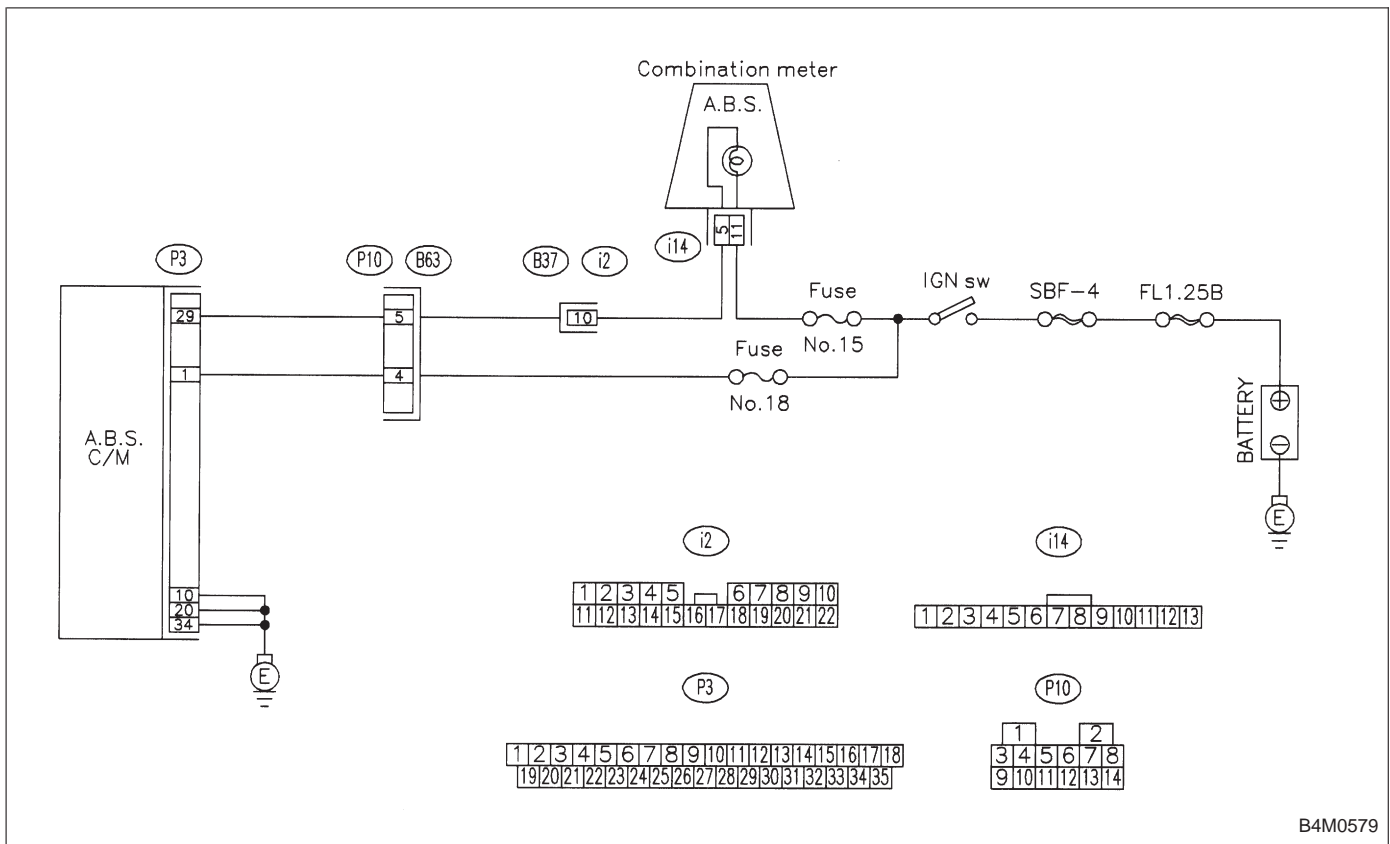 Combination meter
A.B.S.
5
11
i14
P3
P10
B63
B37
i2
IGN sw
SBF-4
FL1.25B
Fuse
No.15
29
5
10
1
4
Fuse
No.18
A.B.S.
C/M
BATTERY
E
10
20
34
E
i2
1 2 3 4 5 6 7 8 9 10
11 12 13 14 15 16 17 18 19 20 21 22
i14
1 2 3 4 5 6 7 8 9 10 11 12 13
P3
1 2 3 4 5 6 7 8 9 10 11 12 13 14 15 16 17 18
19 20 21 22 23 24 25 26 27 28 29 30 31 32 33 34 35
P10
1 2
3 4 5 6 7 8
9 10 11 12 13 14
B4M0579